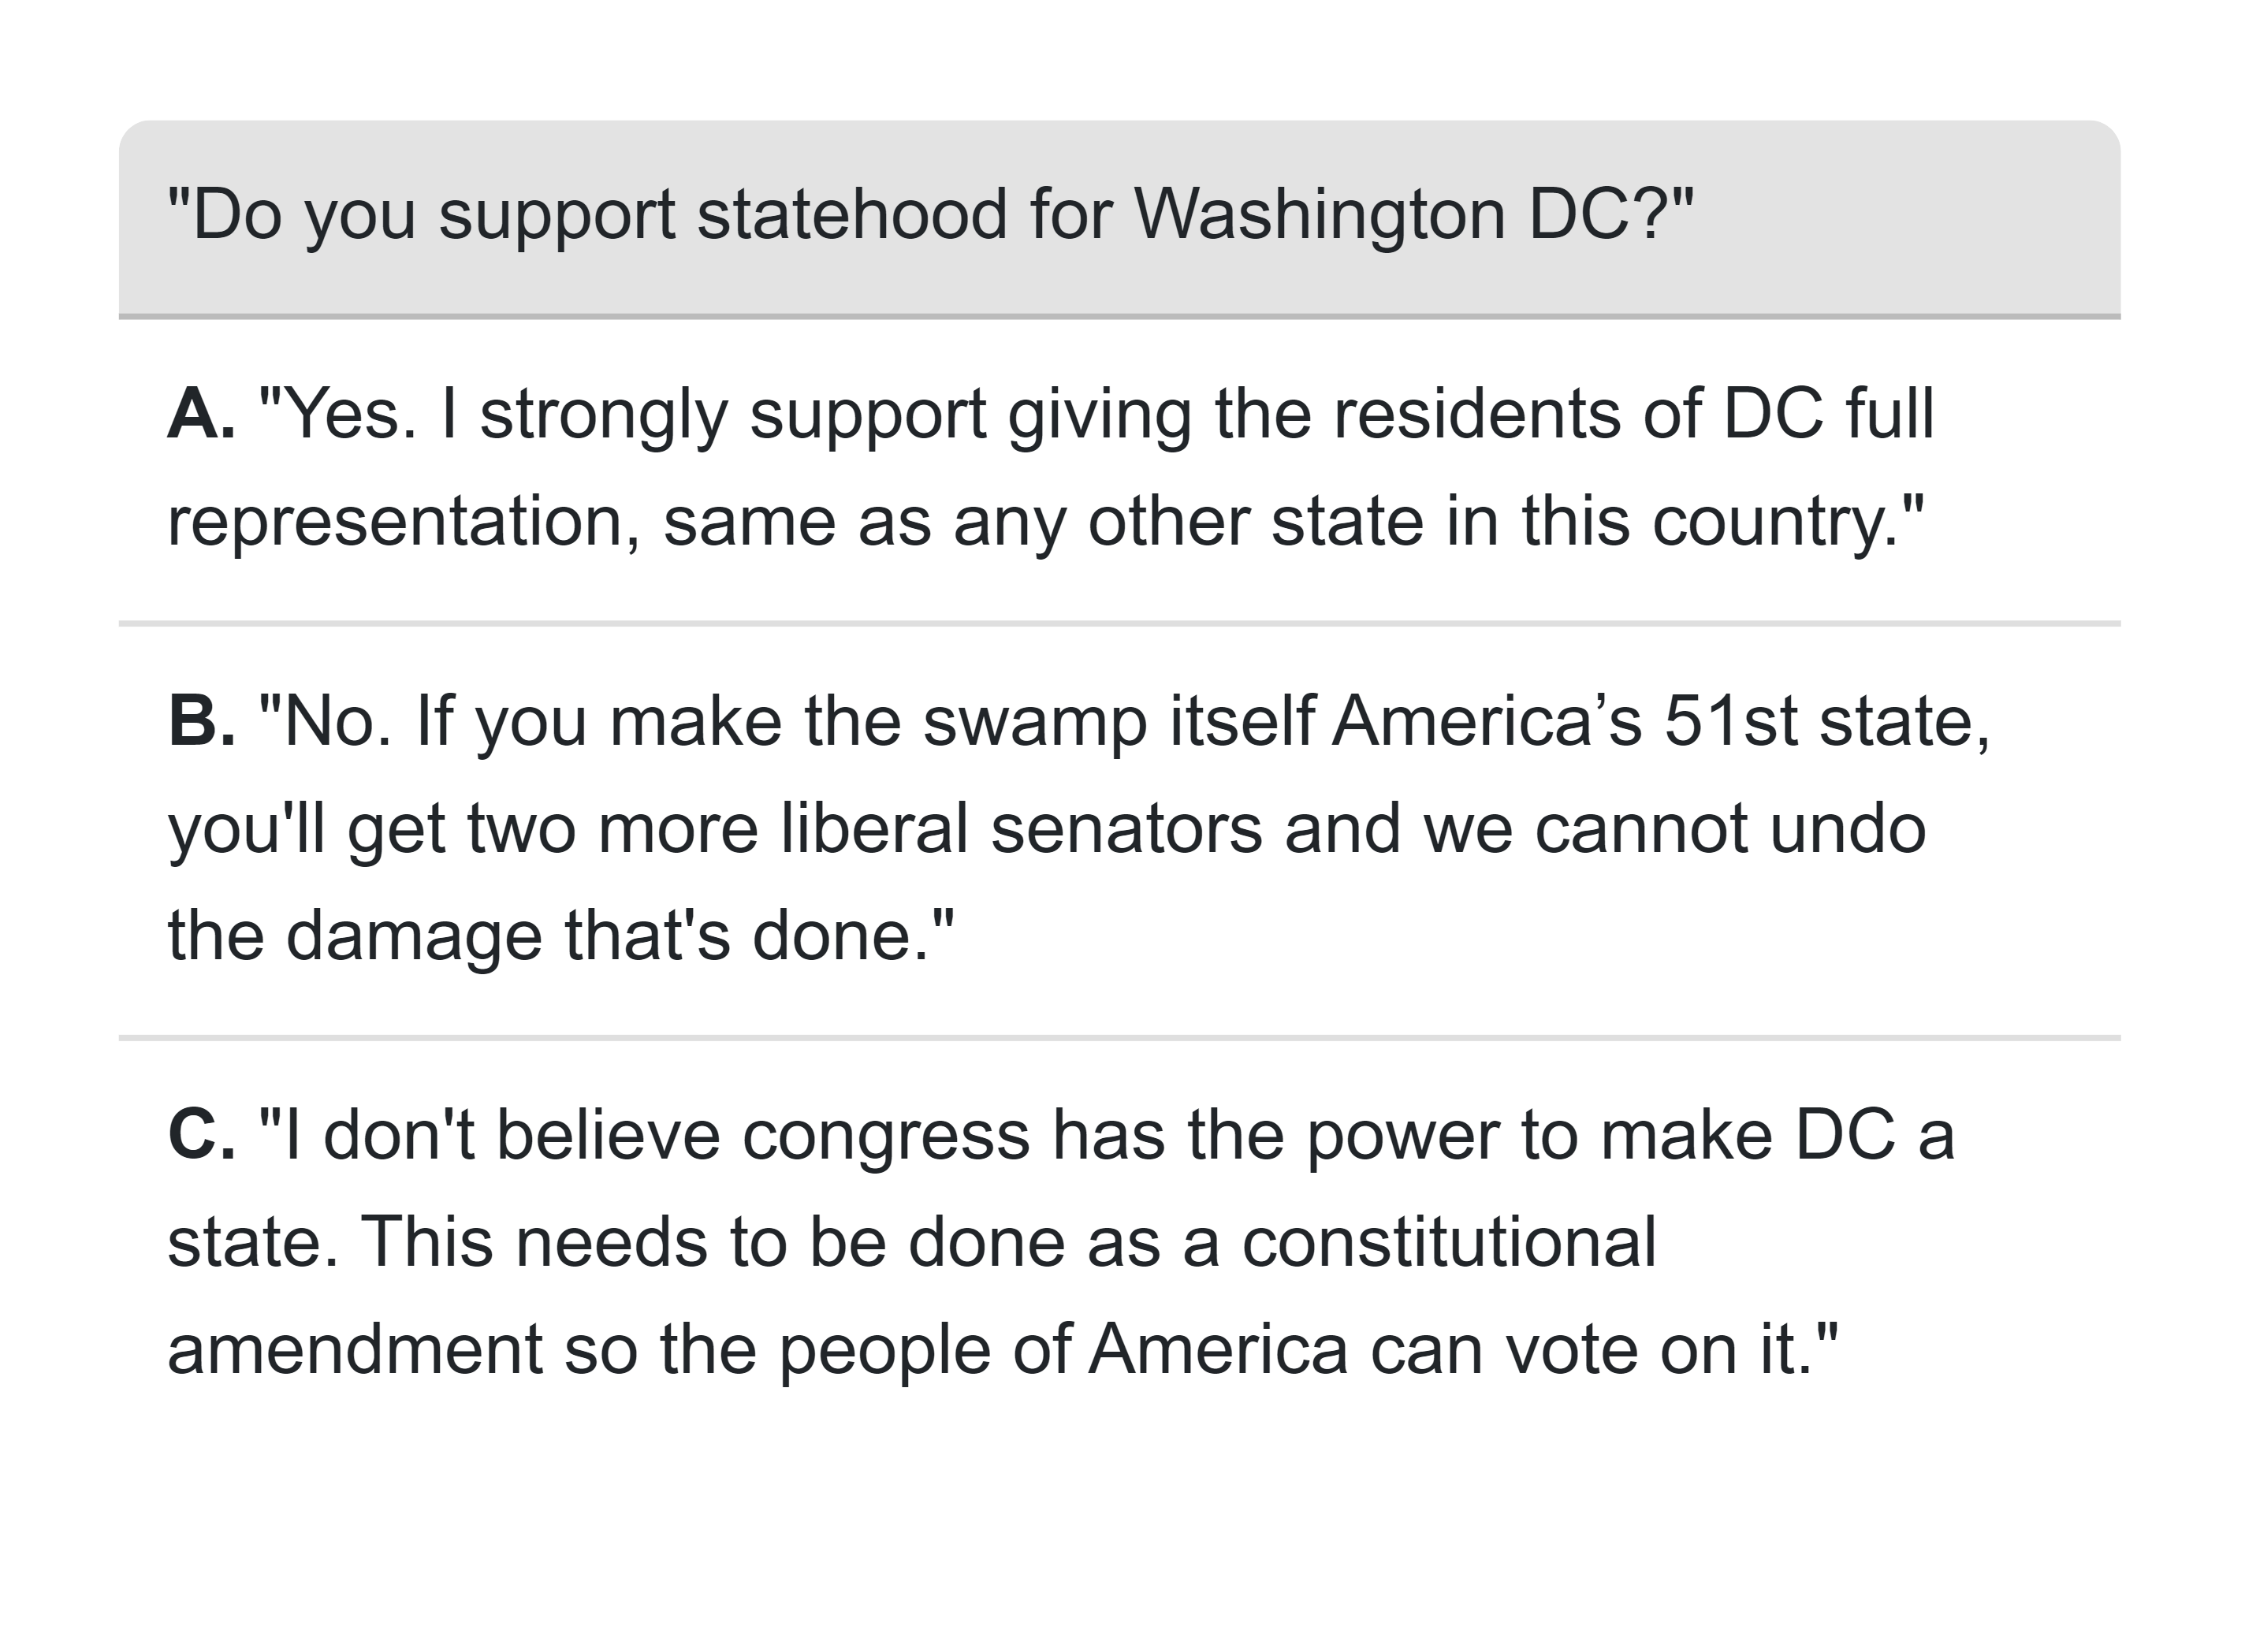 "Do you support statehood for Washington DC?"
A. "Yes. I strongly support giving the residents of DC full
representation, same as any other state in this country."
B. "No. If you make the swamp itself America’s 51st state,
you'll get two more liberal senators and we cannot undo
the damage that's done."
C. "I don't believe congress has the power to make DC a
state. This needs to be done as a constitutional
amendment so the people of America can vote on it."